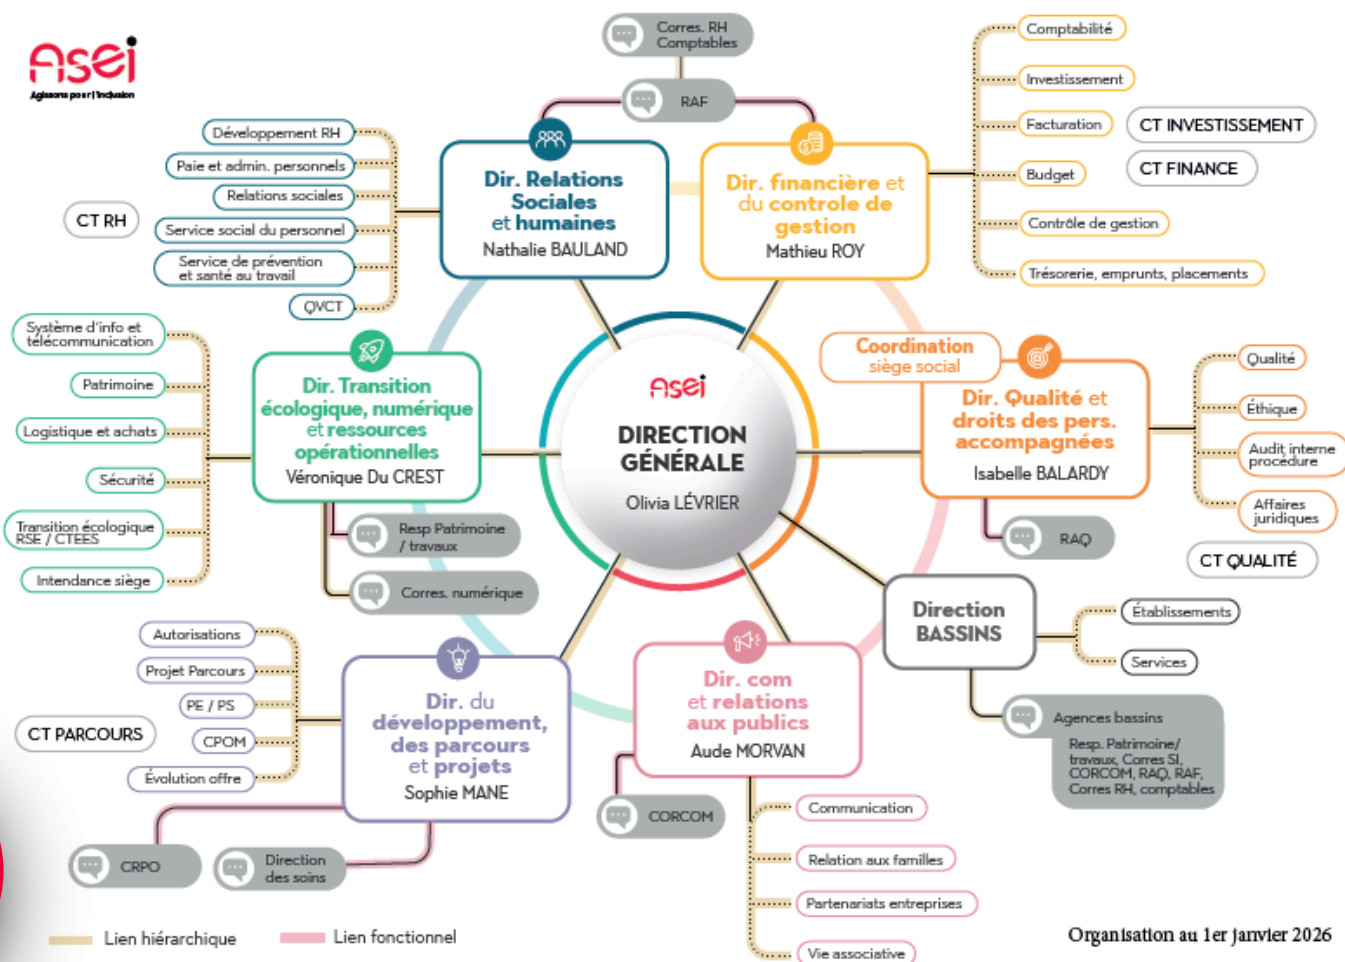 Asei
Agissons pour l'inclusion
Corres. RH
Comptables
RAF
Développement RH
Paie et admin. personnels
Relations sociales
Service social du personnel
Service de prévention
et santé au travail
QVCT
CT RH
Dir. Relations
Sociales
et humaines
Nathalie BAULAND
Dir. financière et
du controle de
gestion
Mathieu ROY
Comptabilité
Investissement
Facturation
Budget
Contrôle de gestion
Trésorerie, emprunts, placements
CT INVESTISSEMENT
CT FINANCE
Système d'info et
télécommunication
Patrimoine
Logistique et achats
Sécurité
Transition écologique
RSE / CTEES
Intendance siège
Dir. Transition
écologique, numérique
et ressources
opérationnelles
Véronique Du CREST
Resp Patrimoine
/ travaux
Corres. numérique
Asei
DIRECTION
GÉNÉRALE
Olivia LÉVRIER
Coordination
siège social
Dir. Qualité et
droits des pers.
accompagnées
Isabelle BALARDY
RAQ
Qualité
Éthique
Audit interne
procédure
Affaires
juridiques
CT QUALITÉ
Direction
BASSINS
Établissements
Services
Agences bassins
Resp. Patrimoine/
travaux, Corres SI,
CORCOM, RAQ, RAF,
Corres RH, comptables
Autorisations
Projet Parcours
PE / PS
CPOM
Évolution offre
CT PARCOURS
Dir. du
développement,
des parcours
et projets
Sophie MANE
CRPO
Direction
des soins
Dir. com
et relations
aux publics
Aude MORVAN
CORCOM
Communication
Relation aux familles
Partenariats entreprises
Vie associative
Lien hiérarchique
Lien fonctionnel
Organisation au 1er janvier 2026